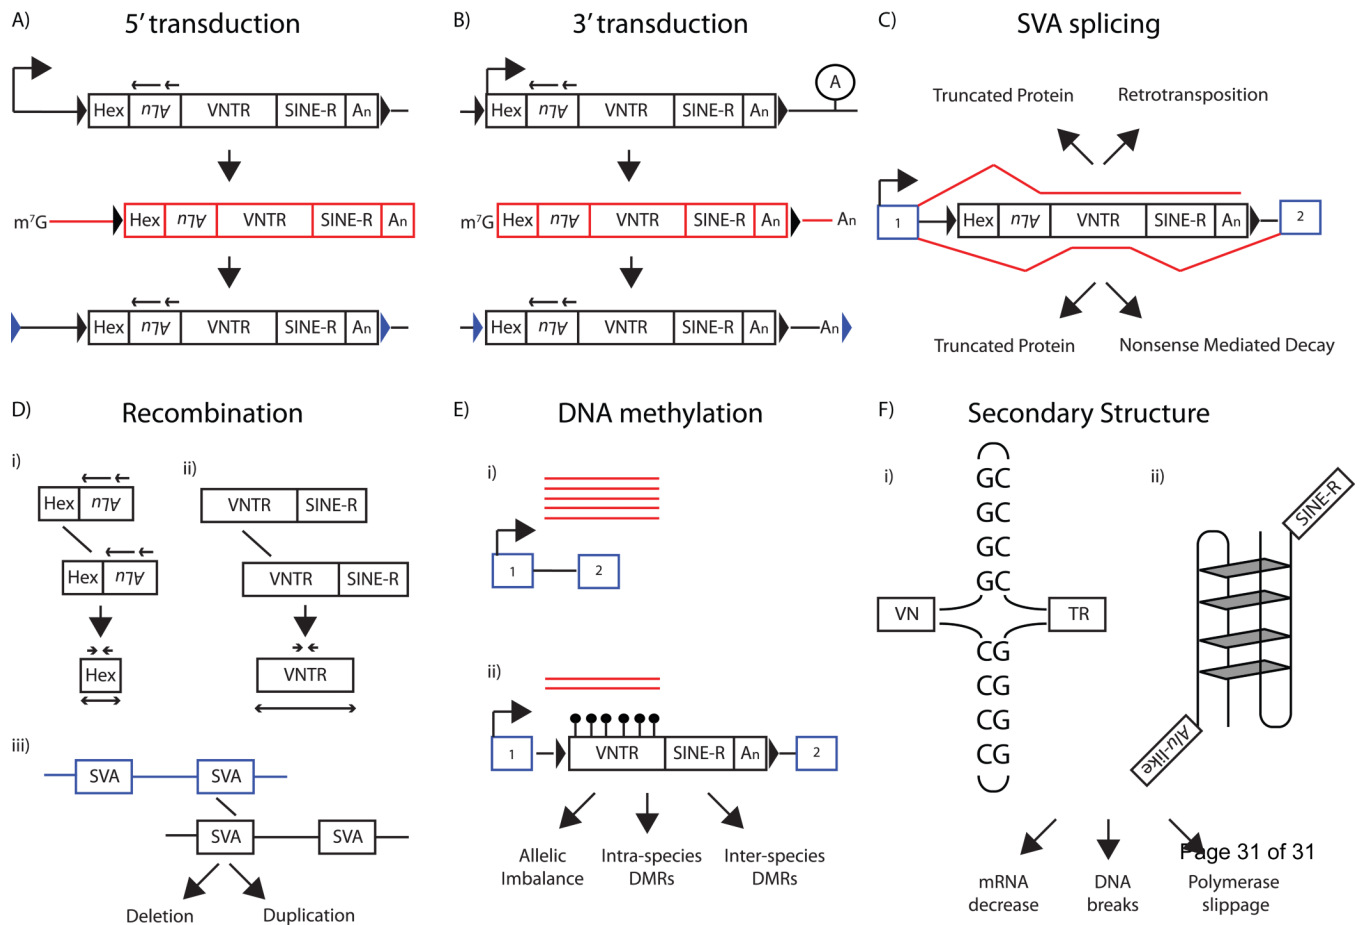 A) 5’ transduction
Hex Alu VNTR SINE-R An
m7G Hex Alu VNTR SINE-R An
Hex Alu VNTR SINE-R An
B) 3’ transduction
A
Hex Alu VNTR SINE-R An
m7G Hex Alu VNTR SINE-R An An
Hex Alu VNTR SINE-R An An
C) SVA splicing
Truncated Protein Retrotransposition
1 Hex Alu VNTR SINE-R An 2
Truncated Protein Nonsense Mediated Decay
D) Recombination
i)
Hex Alu
Hex Alu
Hex
ii)
VNTR SINE-R
VNTR SINE-R
VNTR
iii)
SVA SVA
SVA SVA
Deletion Duplication
E) DNA methylation
i)
1 2
ii)
1 VNTR SINE-R An 2
Allelic
Imbalance
Intra-species
DMRs
Inter-species
DMRs
F) Secondary Structure
i)
GC
GC
GC
GC
VN TR
CG
CG
CG
CG
ii)
SINE-R
Alu-like
mRNA
decrease
DNA
breaks
Polymerase
slippage
Page 31 of 31